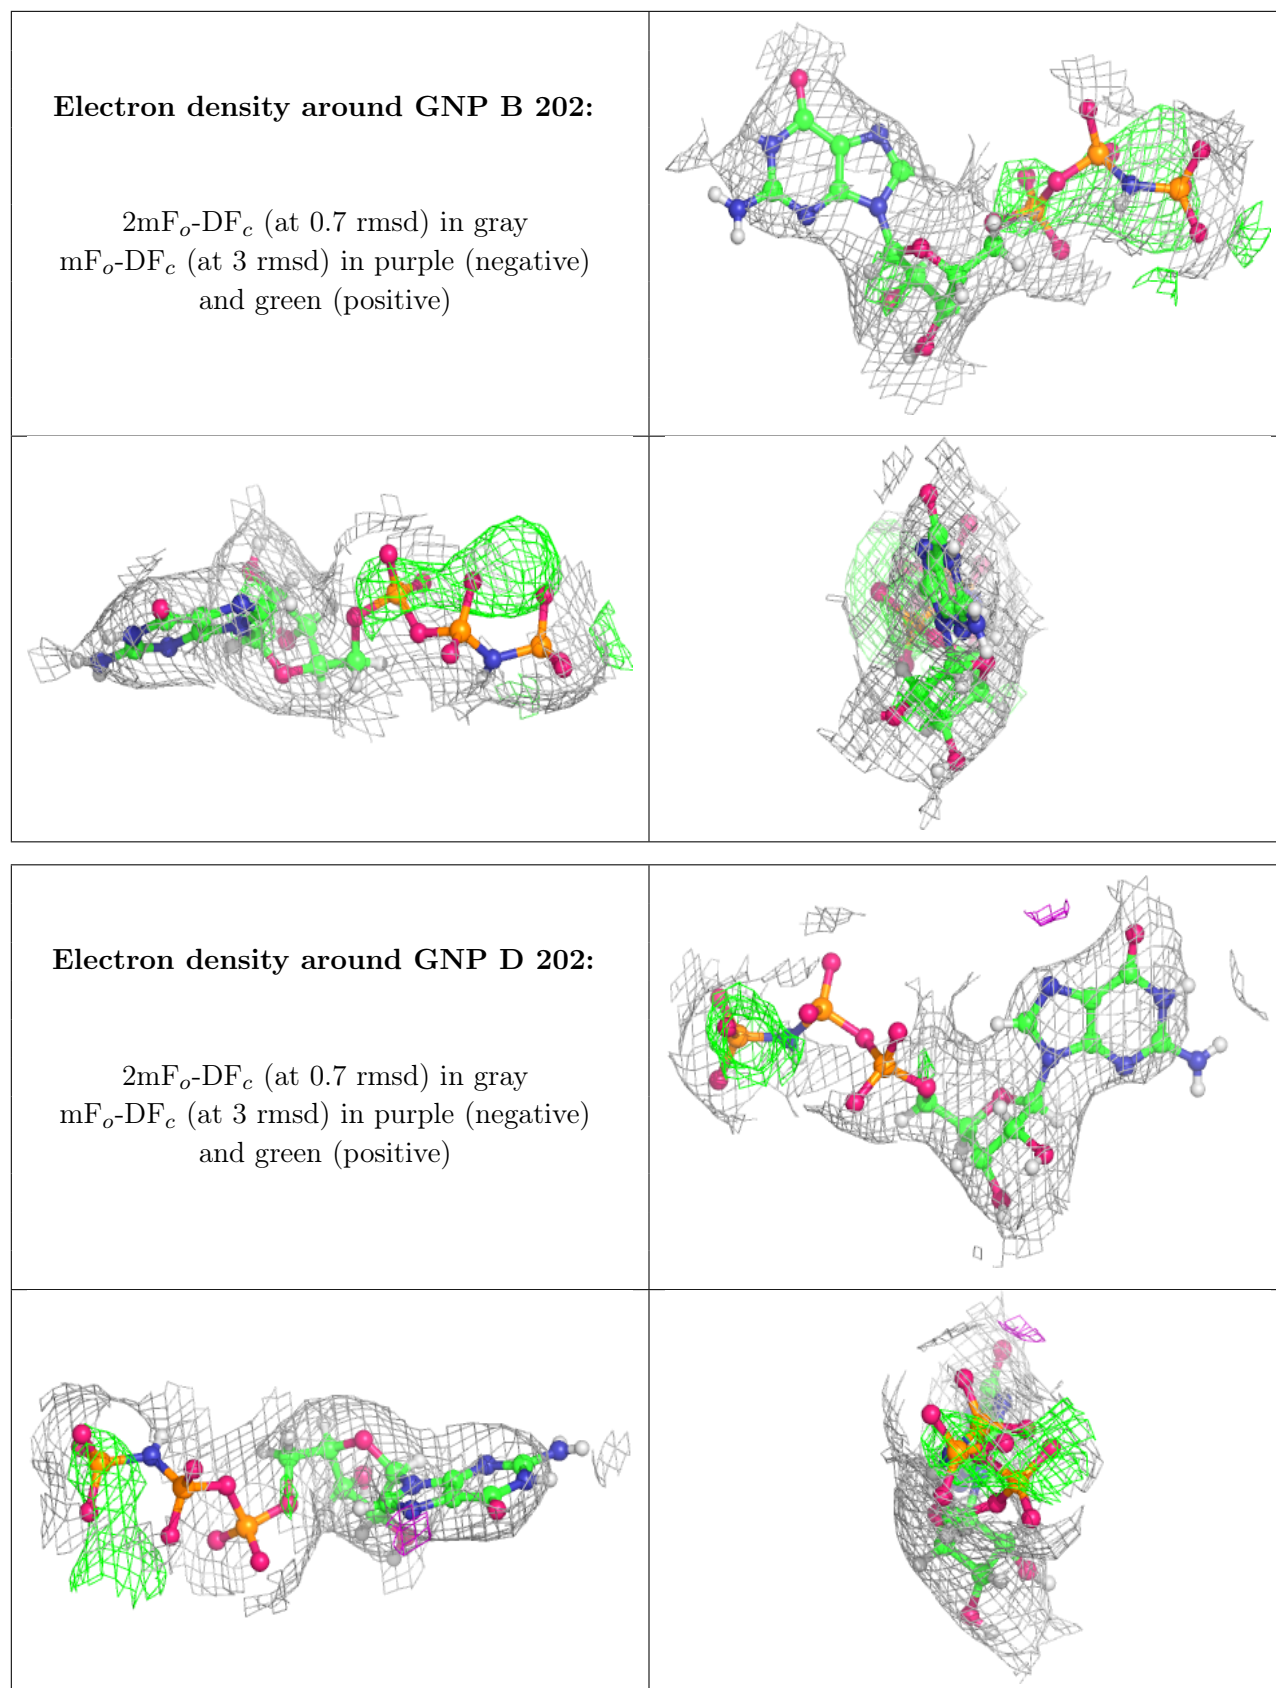 Electron density around GNP B 202:
2mFo-DFc (at 0.7 rmsd) in gray
mFo-DFc (at 3 rmsd) in purple (negative)
and green (positive)
Electron density around GNP D 202:
2mFo-DFc (at 0.7 rmsd) in gray
mFo-DFc (at 3 rmsd) in purple (negative)
and green (positive)